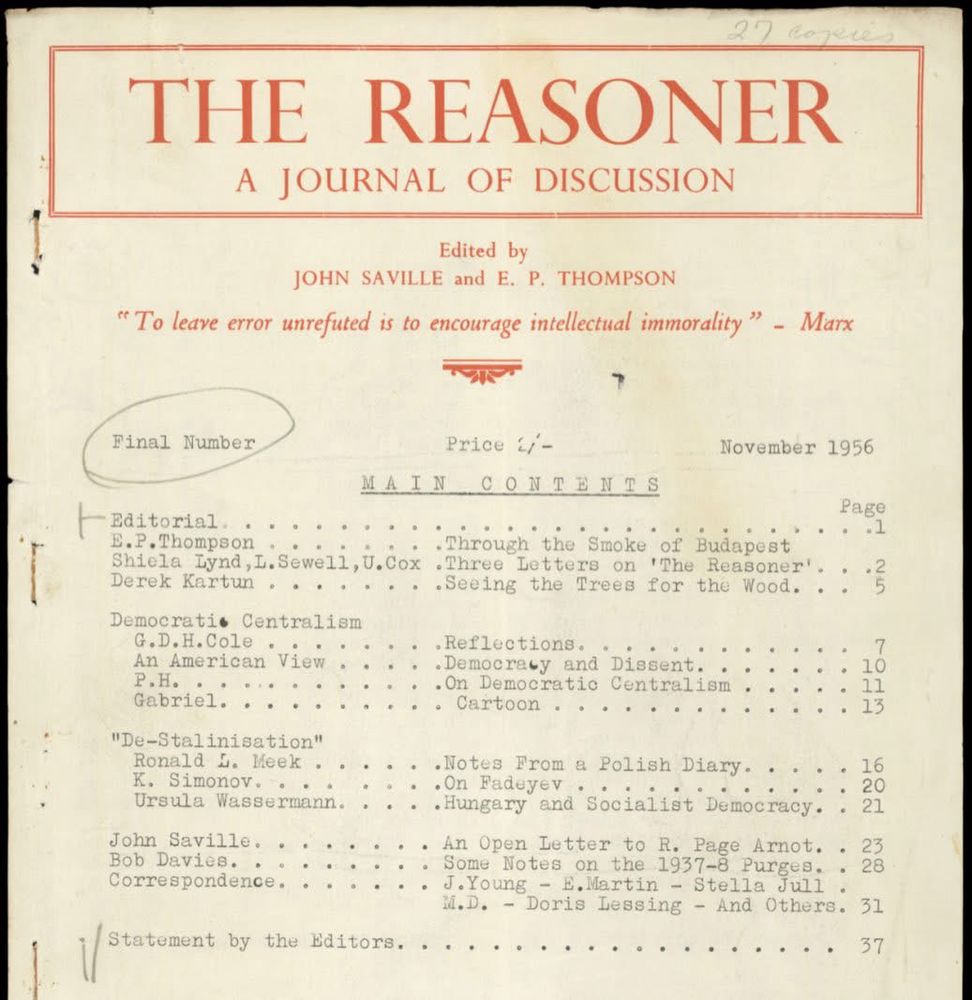 27 copies
THE REASONER
A JOURNAL OF DISCUSSION
Edited by
JOHN SAVILLE and E. P. THOMPSON
"To leave error unrefuted is to encourage intellectual immorality" – Marx
Final Number Price 2/- November 1956
MAIN CONTENTS
Page
Editorial. . . . . . . . . . . . . . . . . . . . . . . . . . .1
E.P.Thompson . . . . . . . .Through the Smoke of Budapest
Shiela Lynd,L.Sewell,U.Cox .Three Letters on 'The Reasoner'. . .2
Derek Kartun . . . . . . . .Seeing the Trees for the Wood. . . 5
Democratic Centralism
G.D.H.Cole . . . . . . . .Reflections. . . . . . . . . . . . 7
An American View . . . . .Democracy and Dissent. . . . . . . 10
P.H. . . . . . . . . . . .On Democratic Centralism . . . . . 11
Gabriel. . . . . . . . . . Cartoon . . . . . . . . . . . . . 13
"De-Stalinisation"
Ronald L. Meek . . . . . .Notes From a Polish Diary. . . . . 16
K. Simonov. . . . . . . .On Fadeyev . . . . . . . . . . . . 20
Ursula Wassermann. . . . .Hungary and Socialist Democracy. . 21
John Saville. . . . . . . . An Open Letter to R. Page Arnot. . 23
Bob Davies. . . . . . . . . Some Notes on the 1937-8 Purges. . 28
Correspondence. . . . . . . J.Young - E.Martin - Stella Jull .
M.D. - Doris Lessing - And Others. 31
Statement by the Editors. . . . . . . . . . . . . . . . . . . 37